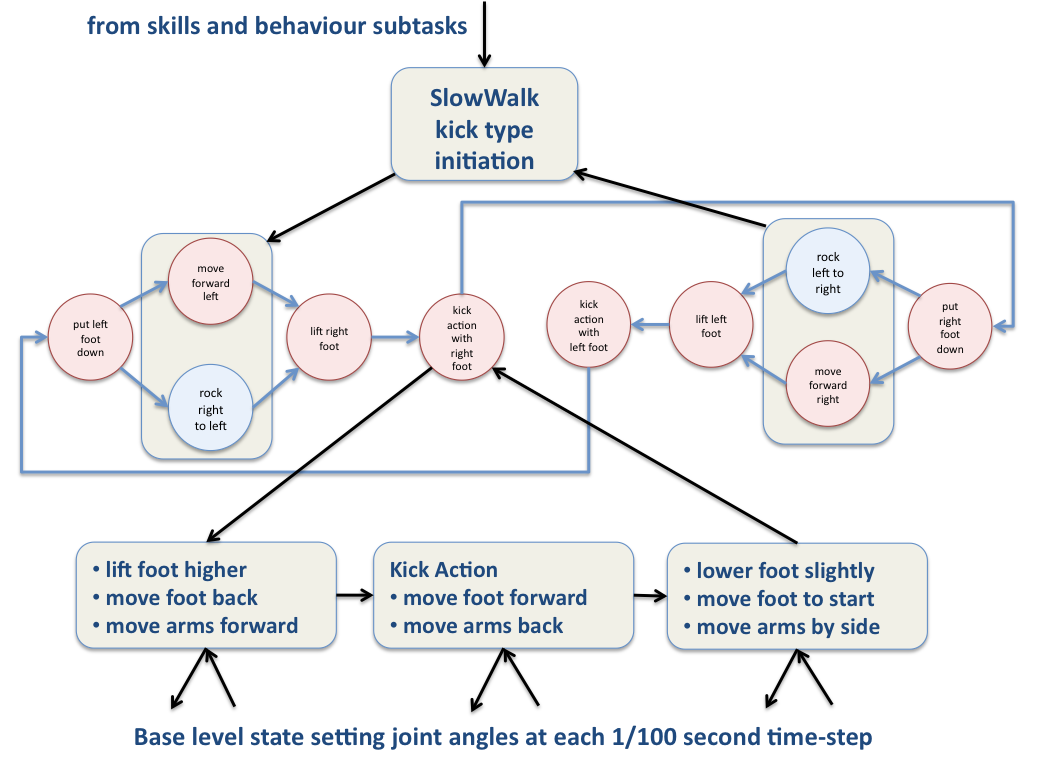 from skills and behaviour subtasks
SlowWalk
kick type
initiation
move
forward
left
put left
foot
down
rock
right
to left
lift right
foot
kick
action
with
right
foot
kick
action
with
left foot
lift left
foot
rock
left to
right
move
forward
right
put
right
foot
down
• lift foot higher
• move foot back
• move arms forward
Kick Action
• move foot forward
• move arms back
• lower foot slightly
• move foot to start
• move arms by side
Base level state setting joint angles at each 1/100 second time-step